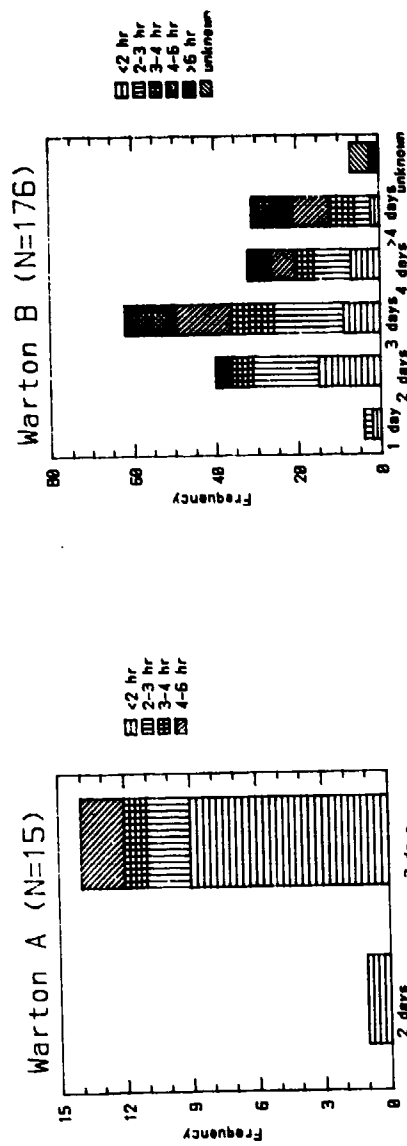 Warton A (N=15)
15
12
9
6
3
0
Frequency
2 days
<2 hr
2-3 hr
3-4 hr
4-6 hr
Warton B (N=176)
80
60
40
20
0
Frequency
1 day
2 days
3 days
4 days
>4 days
unknown
<2 hr
2-3 hr
3-4 hr
4-6 hr
>6 hr
unknown